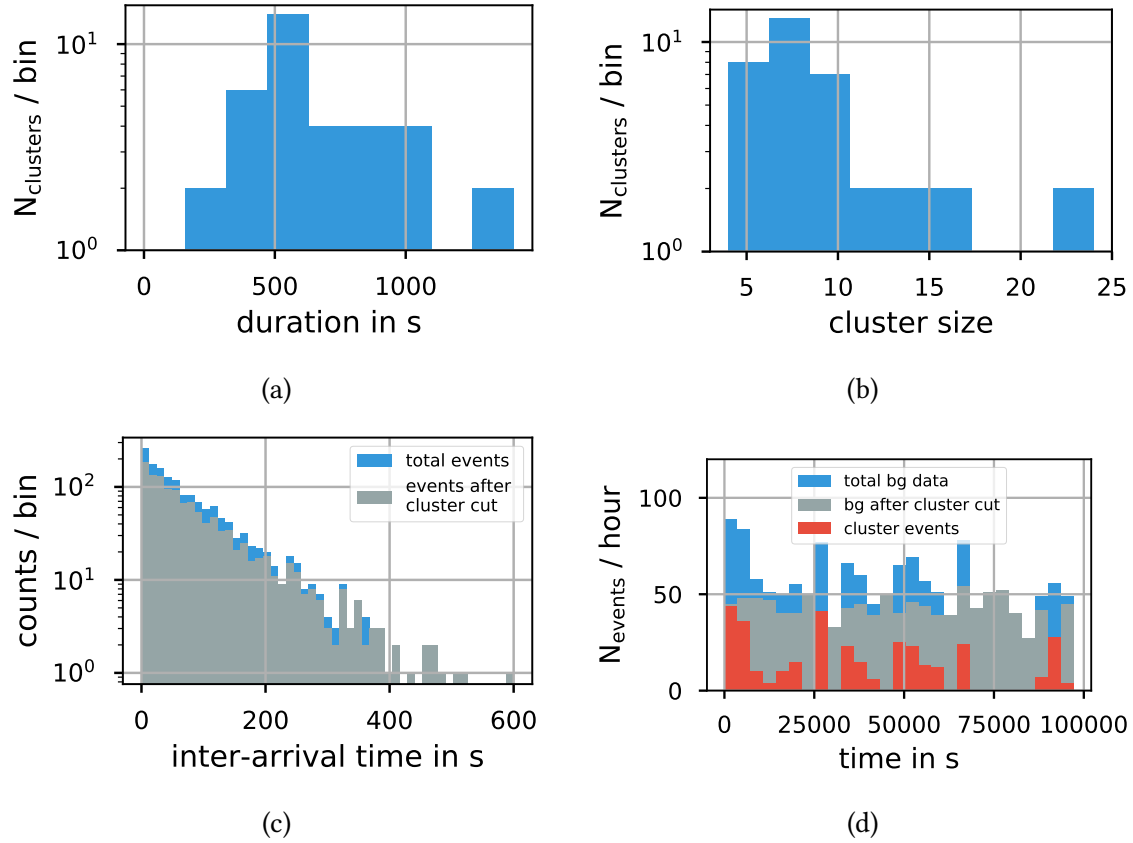 10¹
10⁰
N_clusters / bin
0 500 1000
duration in s
(a)
10¹
10⁰
N_clusters / bin
5 10 15 20 25
cluster size
(b)
10²
10¹
10⁰
counts / bin
total events
events after
cluster cut
0 200 400 600
inter-arrival time in s
(c)
100
50
0
N_events / hour
total bg data
bg after cluster cut
cluster events
0 25000 50000 75000 100000
time in s
(d)